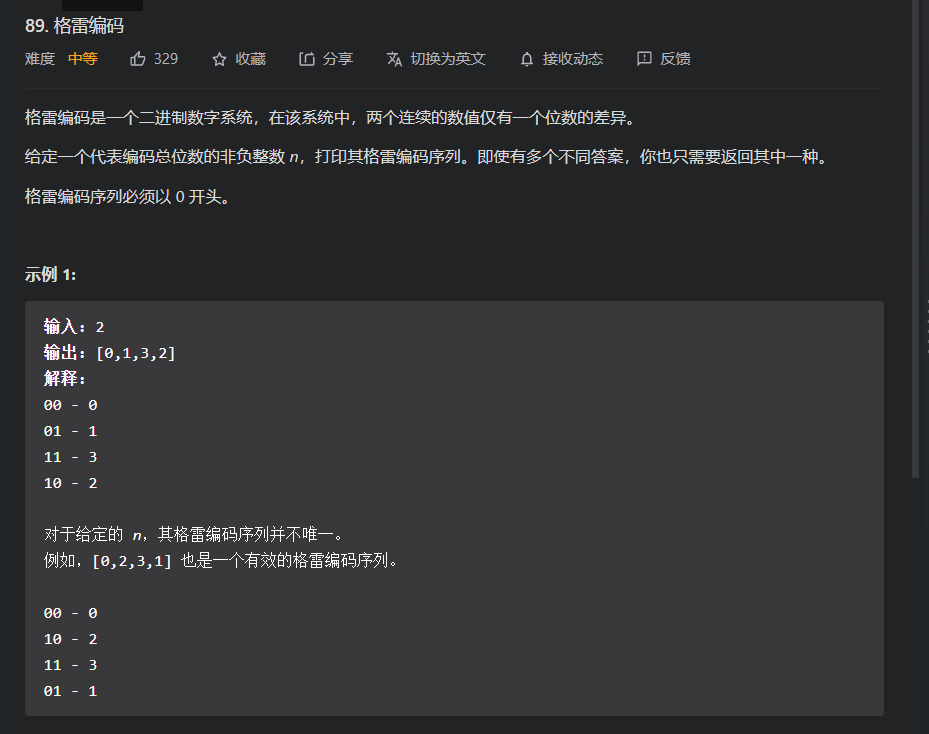 89. 格雷编码
难度 中等 329 收藏 分享 切换为英文 接收动态 反馈
格雷编码是一个二进制数字系统，在该系统中，两个连续的数值仅有一个位数的差异。
给定一个代表编码总位数的非负整数 n，打印其格雷编码序列。即使有多个不同答案，你也只需要返回其中一种。
格雷编码序列必须以 0 开头。
示例 1:
输入: 2
输出: [0,1,3,2]
解释:
00 - 0
01 - 1
11 - 3
10 - 2
对于给定的 n，其格雷编码序列并不唯一。
例如，[0,2,3,1] 也是一个有效的格雷编码序列。
00 - 0
10 - 2
11 - 3
01 - 1